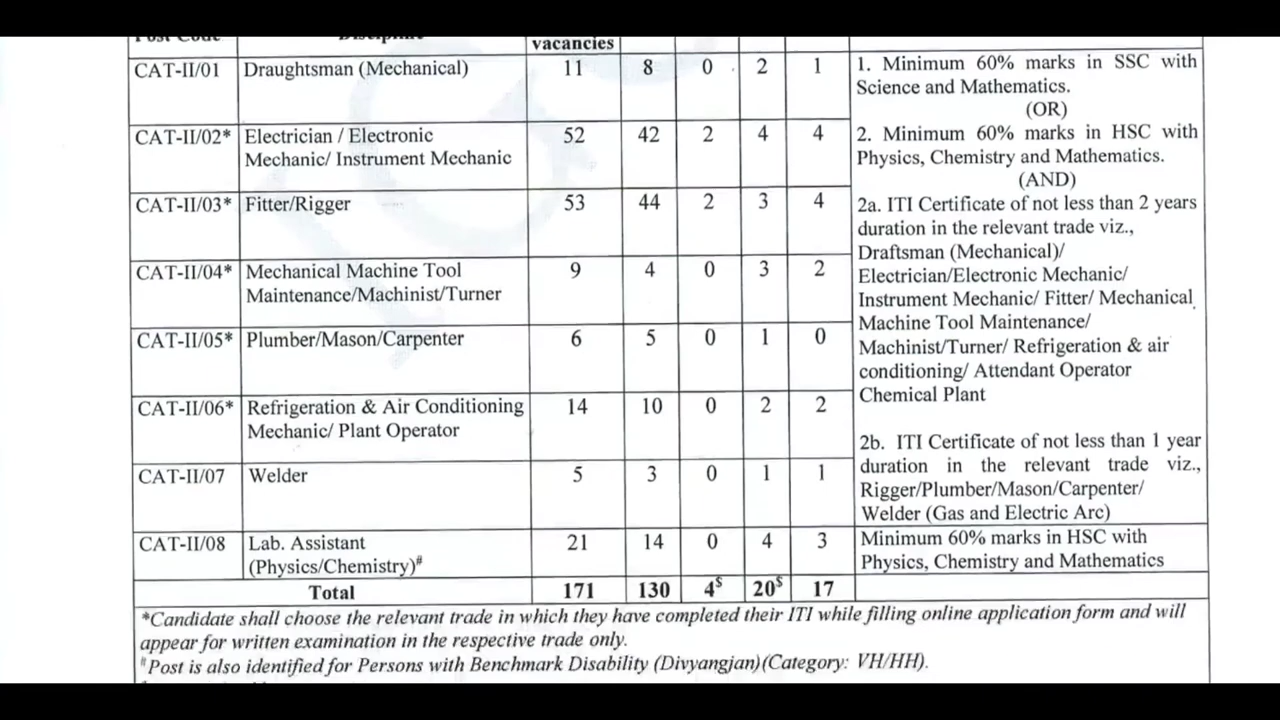 Post Code Discipline
vacancies
CAT-II/01 Draughtsman (Mechanical) 11 8 0 2 1
1. Minimum 60% marks in SSC with
Science and Mathematics.
(OR)
CAT-II/02* Electrician / Electronic 52 42 2 4 4
Mechanic/ Instrument Mechanic
2. Minimum 60% marks in HSC with
Physics, Chemistry and Mathematics.
(AND)
CAT-II/03* Fitter/Rigger 53 44 2 3 4
2a. ITI Certificate of not less than 2 years
duration in the relevant trade viz.,
Draftsman (Mechanical)/
CAT-II/04* Mechanical Machine Tool 9 4 0 3 2
Maintenance/Machinist/Turner
Electrician/Electronic Mechanic/
Instrument Mechanic/ Fitter/ Mechanical
Machine Tool Maintenance/
CAT-II/05* Plumber/Mason/Carpenter 6 5 0 1 0
Machinist/Turner/ Refrigeration & air
conditioning/ Attendant Operator
Chemical Plant
CAT-II/06* Refrigeration & Air Conditioning 14 10 0 2 2
Mechanic/ Plant Operator
2b. ITI Certificate of not less than 1 year
duration in the relevant trade viz.,
CAT-II/07 Welder 5 3 0 1 1
Rigger/Plumber/Mason/Carpenter/
Welder (Gas and Electric Arc)
CAT-II/08 Lab. Assistant 21 14 0 4 3
(Physics/Chemistry)#
Minimum 60% marks in HSC with
Physics, Chemistry and Mathematics
Total 171 130 4$ 20$ 17
*Candidate shall choose the relevant trade in which they have completed their ITI while filling online application form and will
appear for written examination in the respective trade only.
#Post is also identified for Persons with Benchmark Disability (Divyangjan)(Category: VH/HH).